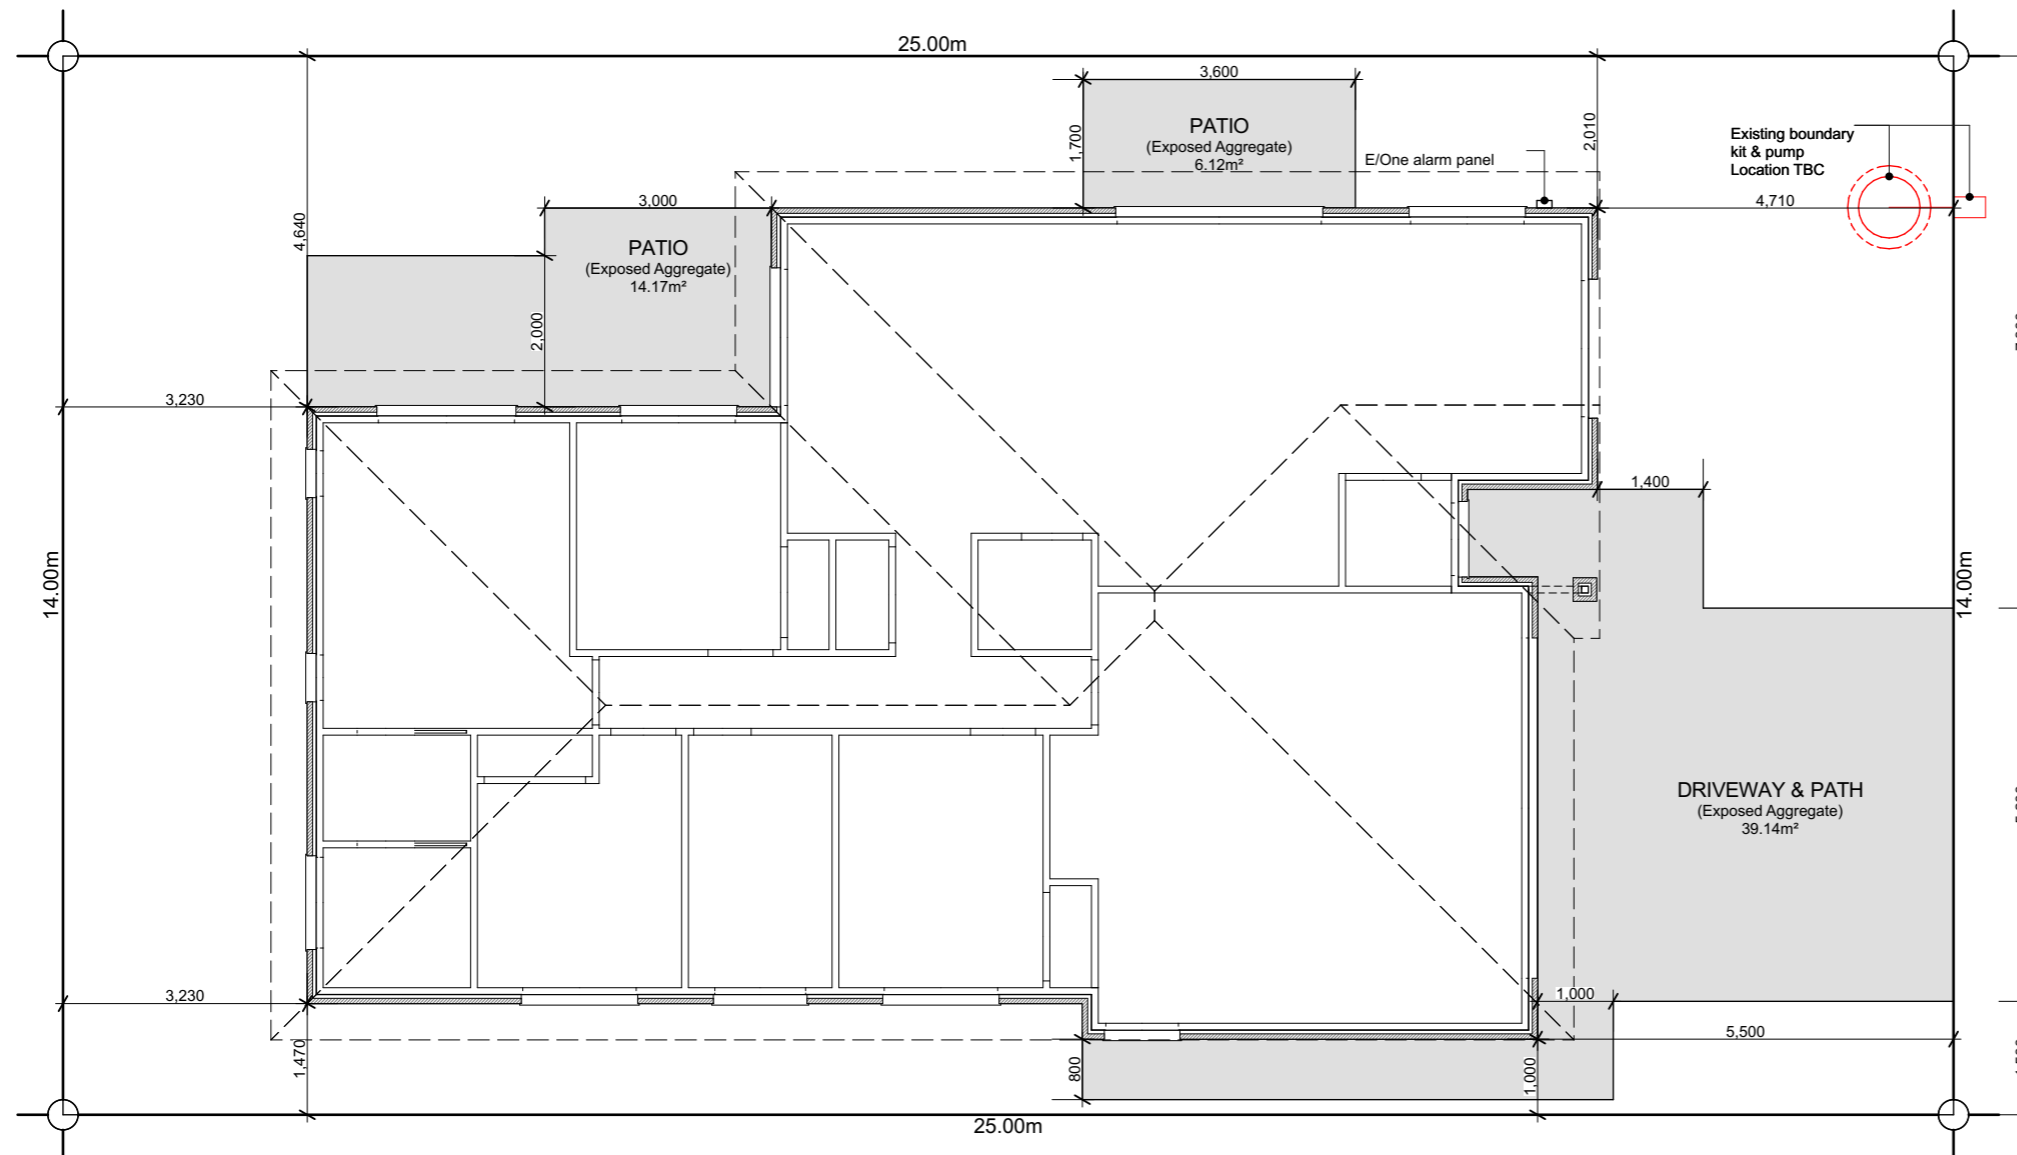 25.00m
3,600
PATIO
(Exposed Aggregate)
6.12m²
1,700
2,010
E/One alarm panel
Existing boundary
kit & pump
Location TBC
4,710
4,640
3,000
PATIO
(Exposed Aggregate)
14.17m²
2,000
3,230
1,400
14.00m
14.00m
DRIVEWAY & PATH
(Exposed Aggregate)
39.14m²
3,230
1,000
5,500
1,470
800
1,000
25.00m